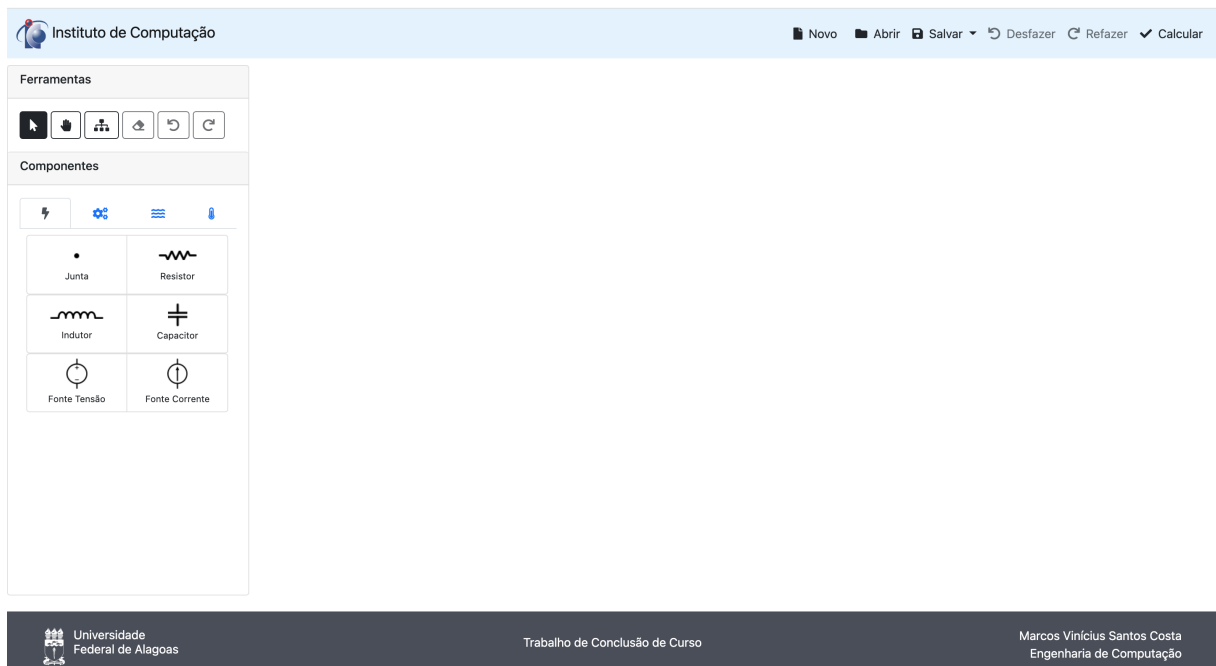 Instituto de Computação
Novo Abrir Salvar Desfazer Refazer Calcular
Ferramentas
Componentes
Junta Resistor
Indutor Capacitor
Fonte Tensão Fonte Corrente
Universidade
Federal de Alagoas
Trabalho de Conclusão de Curso
Marcos Vinícius Santos Costa
Engenharia de Computação